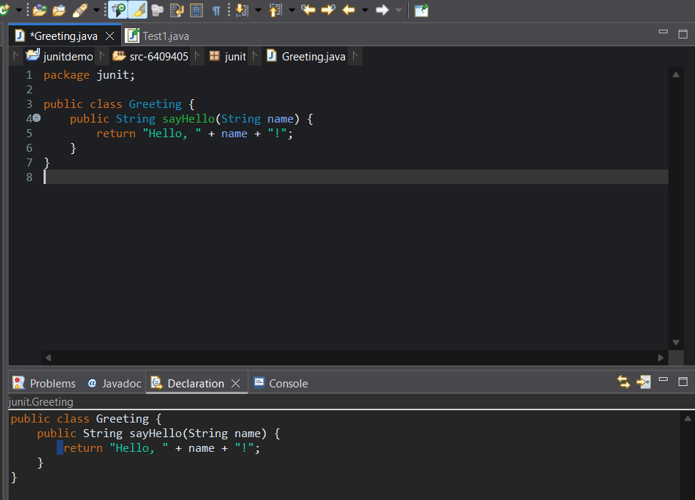 *Greeting.java Test1.java
junitdemo src-6409405 junit Greeting.java
1 package junit;
2
3 public class Greeting {
4 public String sayHello(String name) {
5 return "Hello, " + name + "!";
6 }
7 }
8
Problems Javadoc Declaration Console
junit.Greeting
public class Greeting {
public String sayHello(String name) {
return "Hello, " + name + "!";
}
}